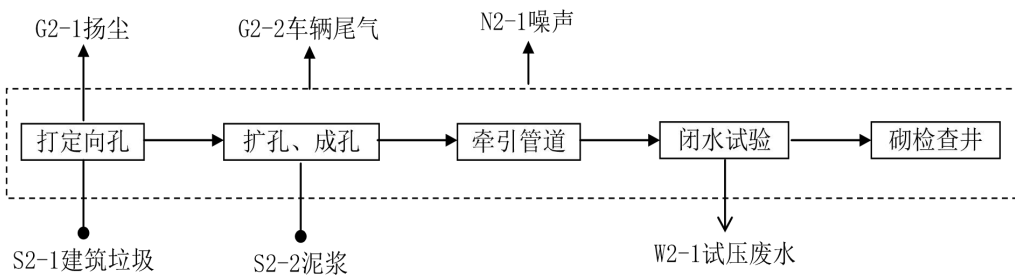 G2-1扬尘
G2-2车辆尾气
N2-1噪声
打定向孔
扩孔、成孔
牵引管道
闭水试验
砌检查井
S2-1建筑垃圾
S2-2泥浆
W2-1试压废水